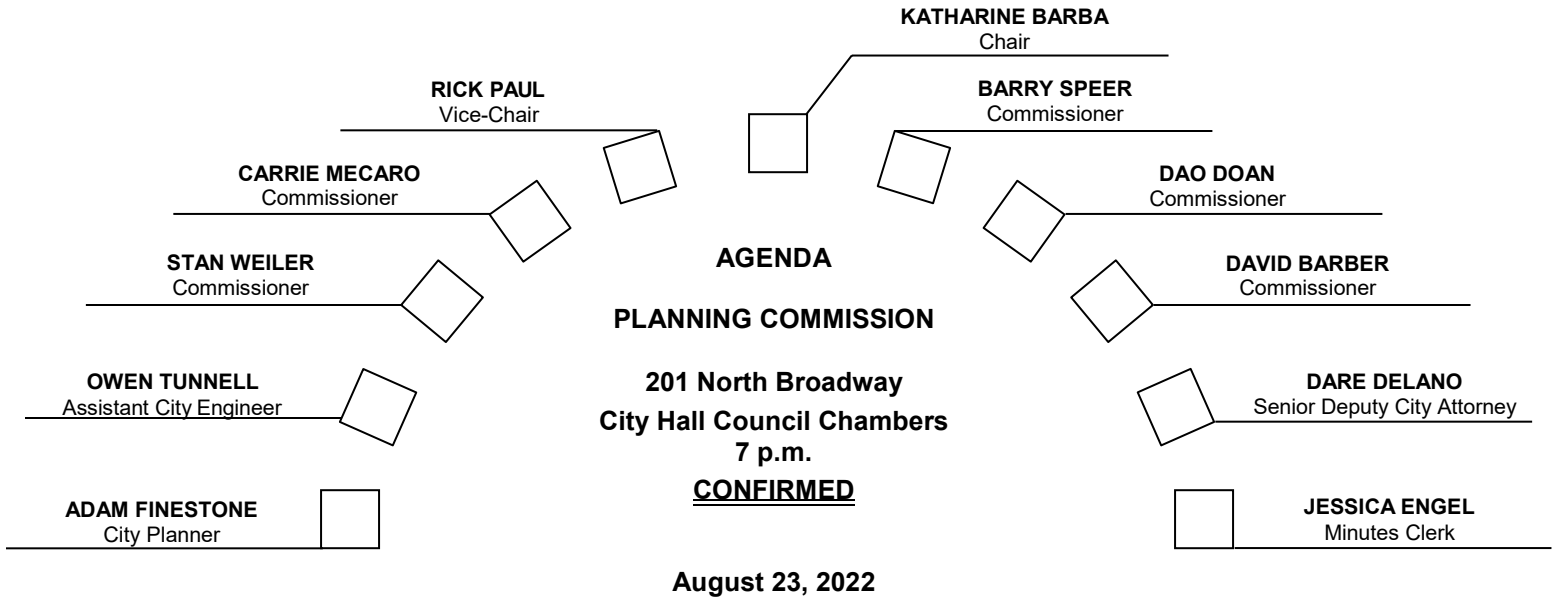 KATHARINE BARBA
Chair
RICK PAUL
Vice-Chair
BARRY SPEER
Commissioner
CARRIE MECARO
Commissioner
DAO DOAN
Commissioner
STAN WEILER
Commissioner
DAVID BARBER
Commissioner
OWEN TUNNELL
Assistant City Engineer
DARE DELANO
Senior Deputy City Attorney
ADAM FINESTONE
City Planner
JESSICA ENGEL
Minutes Clerk
AGENDA
PLANNING COMMISSION
201 North Broadway
City Hall Council Chambers
7 p.m.
CONFIRMED
August 23, 2022